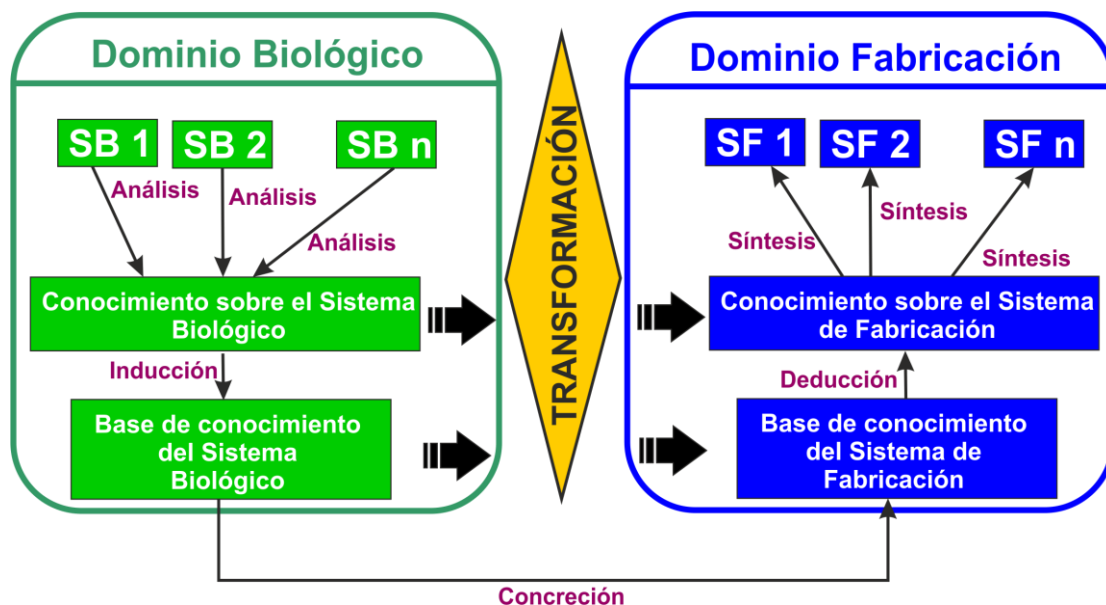 Dominio Biológico
SB 1
SB 2
SB n
Análisis
Análisis
Análisis
Conocimiento sobre el Sistema
Biológico
Inducción
Base de conocimiento
del Sistema
Biológico
TRANSFORMACIÓN
Dominio Fabricación
SF 1
SF 2
SF n
Síntesis
Síntesis
Síntesis
Conocimiento sobre el Sistema
de Fabricación
Deducción
Base de conocimiento
del Sistema de
Fabricación
Concreción